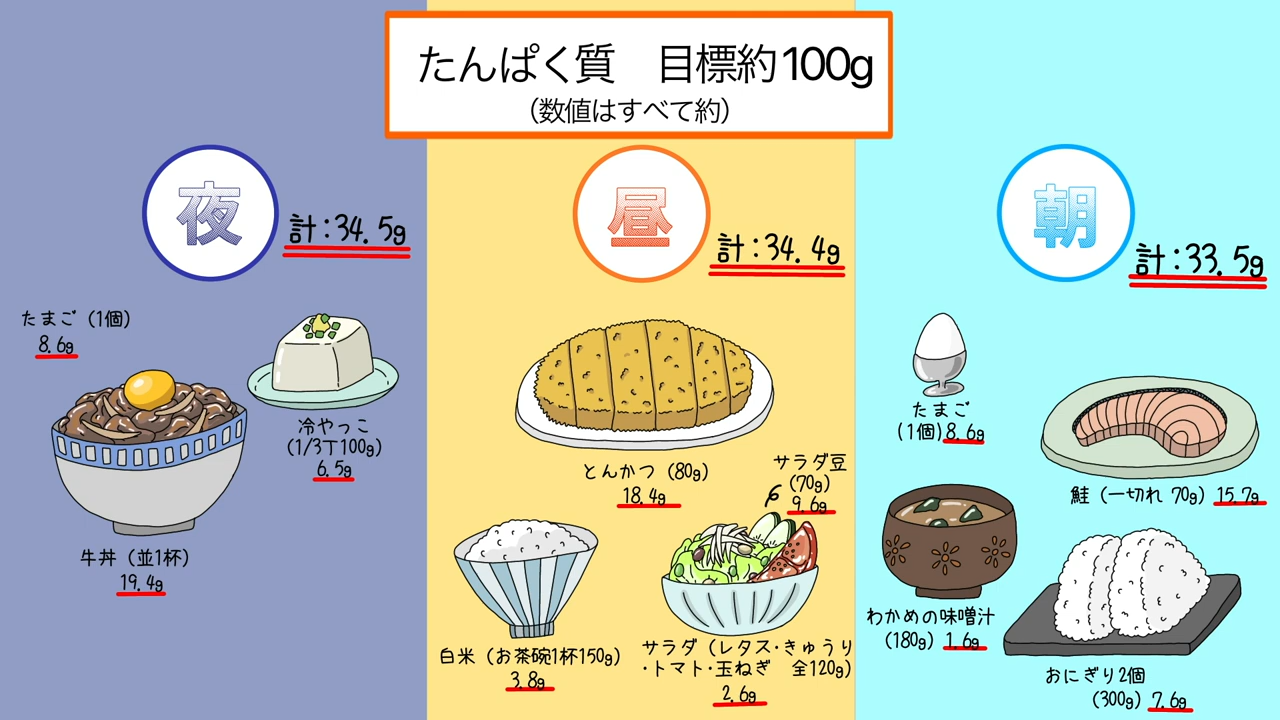 たんぱく質　目標約100g
（数値はすべて約）
夜
計：34.5g
たまご（1個）
8.6g
冷やっこ
（1/3丁100g）
6.5g
牛丼（並1杯）
19.4g
昼
計：34.4g
とんかつ（80g）
18.4g
サラダ豆
（70g）
9.6g
白米（お茶碗1杯150g）
3.8g
サラダ（レタス・きゅうり
・トマト・玉ねぎ　全120g）
2.6g
朝
計：33.5g
たまご
（1個）8.6g
鮭（一切れ 70g）15.7g
わかめの味噌汁
（180g）1.6g
おにぎり2個
（300g）7.6g